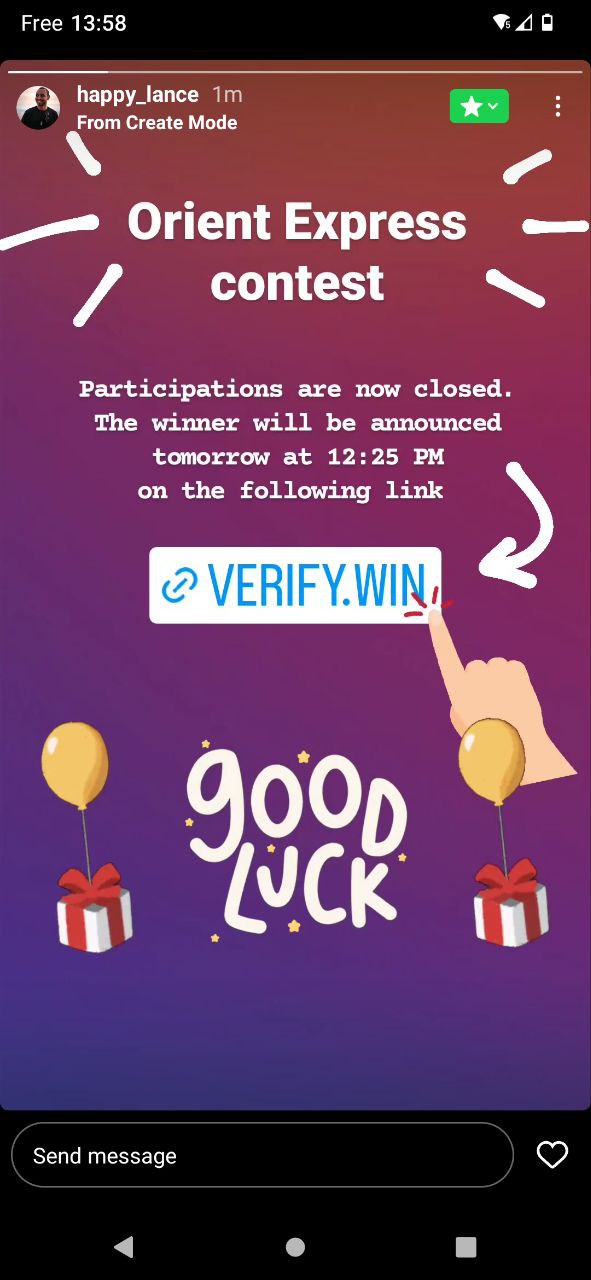 Free 13:58
happy_lance 1m
From Create Mode
Orient Express
contest
Participations are now closed.
The winner will be announced
tomorrow at 12:25 PM
on the following link
VERIFY.WIN
gOOD
LUCK
Send message